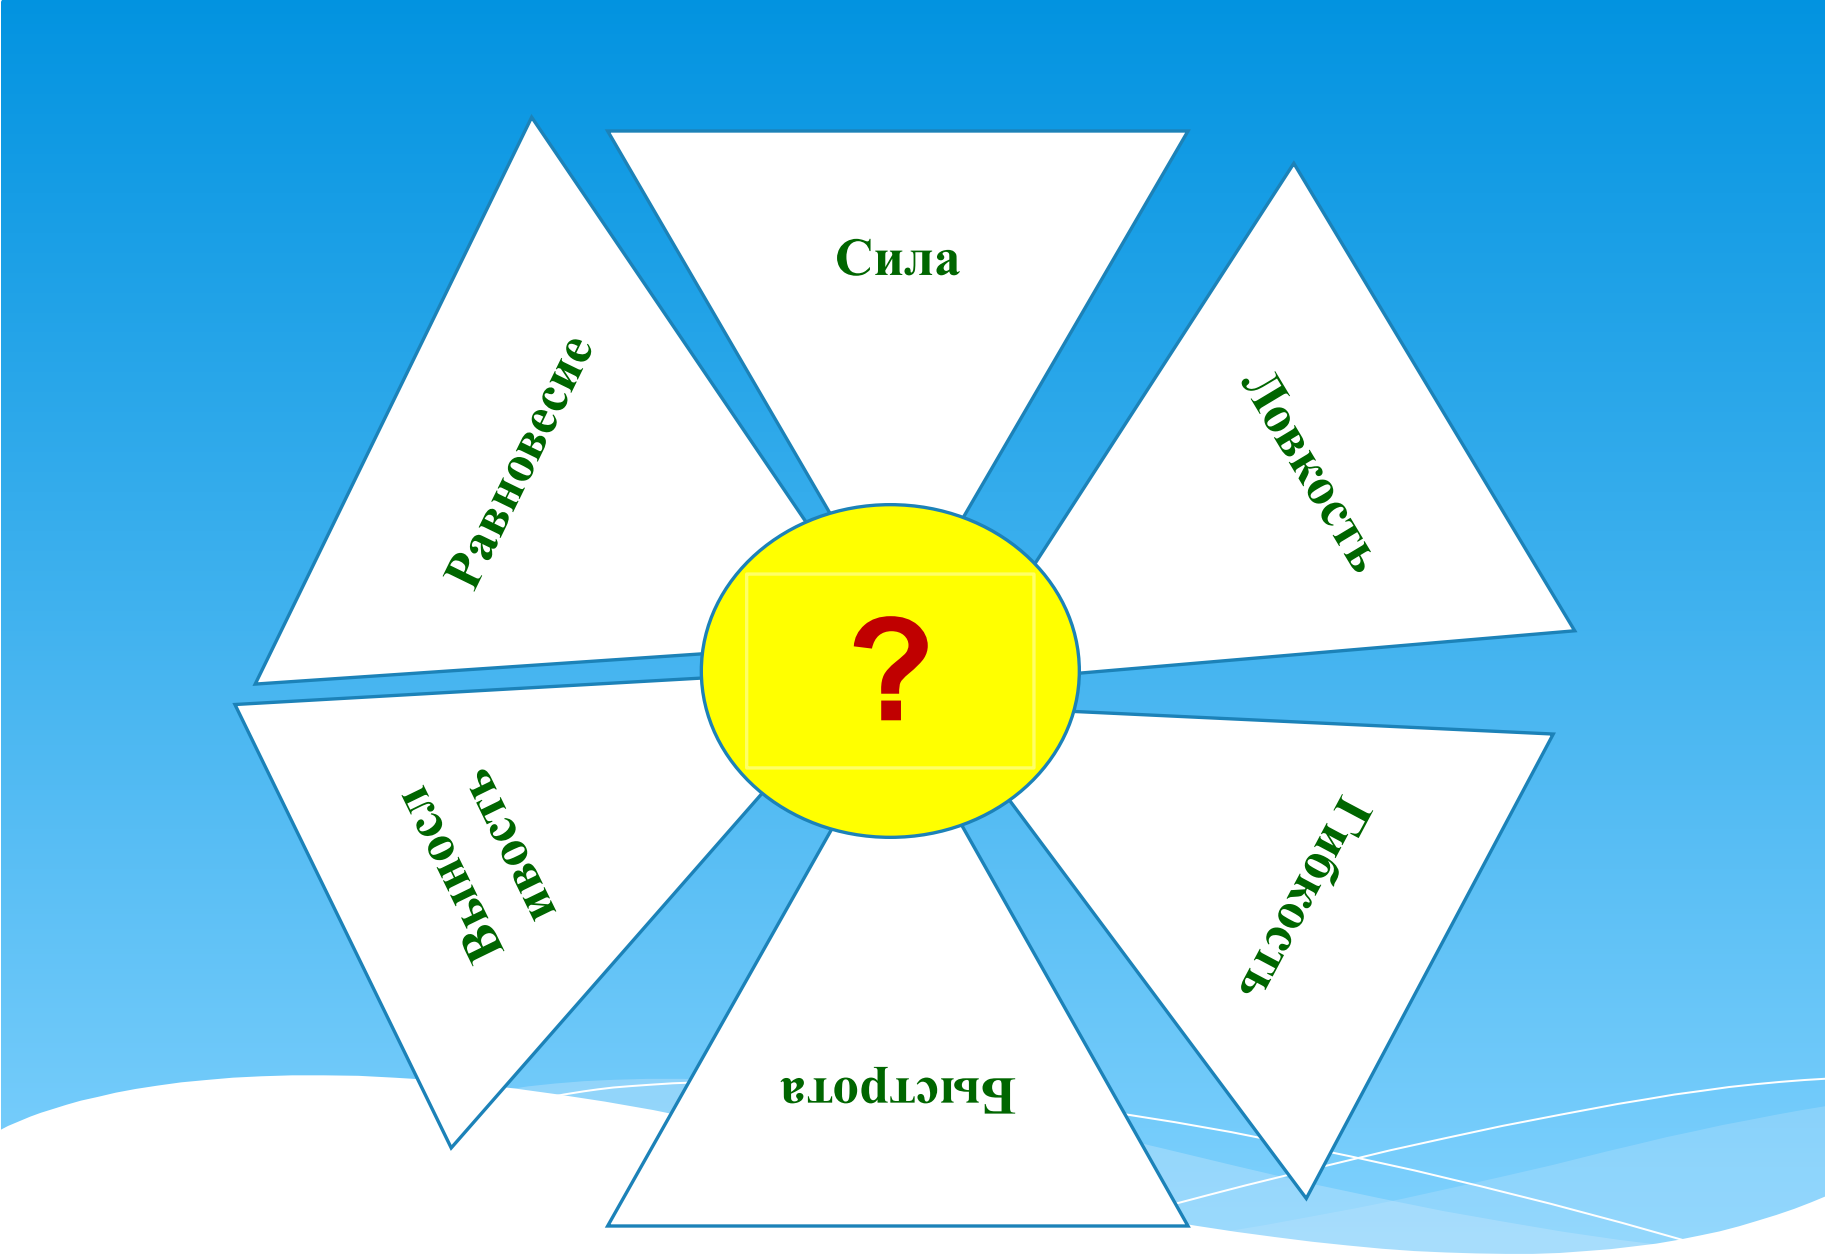 Сила
Равновесие
Ловкость
?
Выносл
ивость
Гибкость
Быстрота